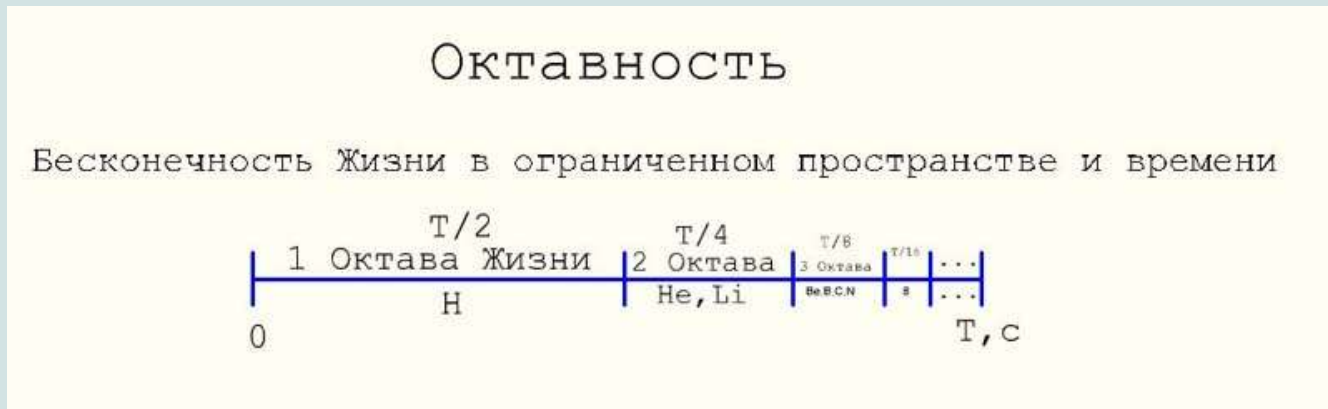 Октавность
Бесконечность Жизни в ограниченном пространстве и времени
Т/2 Т/4 Т/8 Т/16
1 Октава Жизни 2 Октава 3 Октава ...
Н Не,Li Be.B.C,N 8 ...
0 Т,с